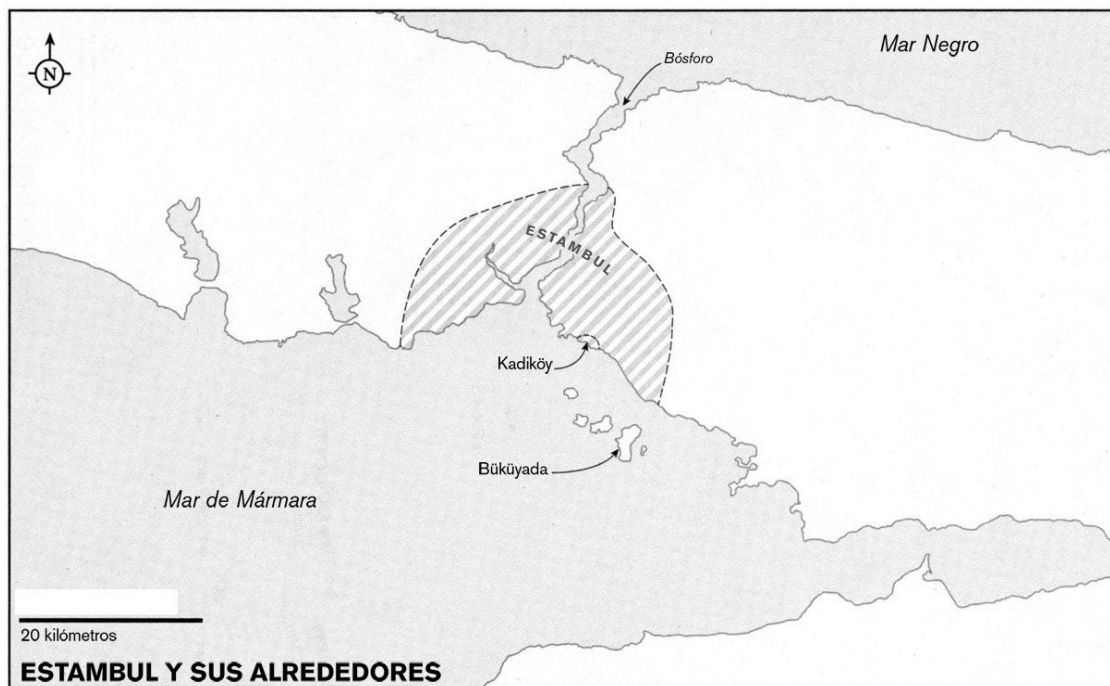 Mar Negro
Bósforo
N
ESTAMBUL
Kadiköy
Büküyada
Mar de Mármara
20 kilómetros
ESTAMBUL Y SUS ALREDEDORES